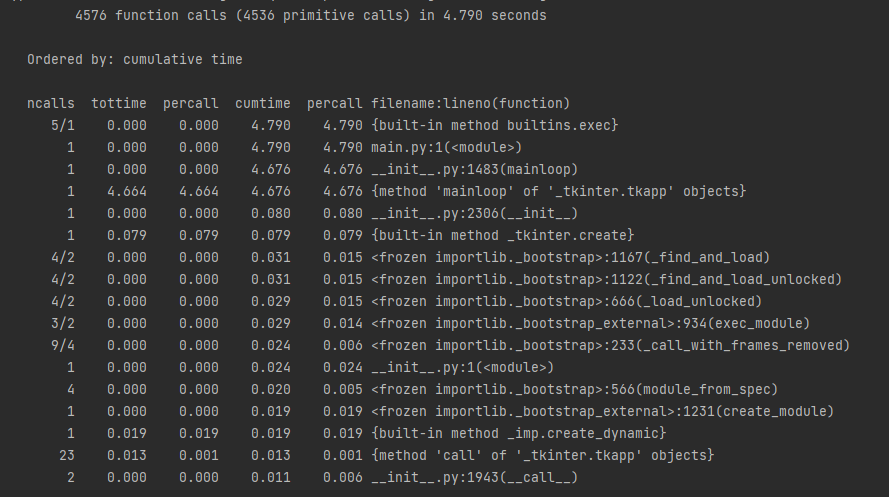 4576 function calls (4536 primitive calls) in 4.790 seconds
Ordered by: cumulative time
ncalls tottime percall cumtime percall filename:lineno(function)
5/1 0.000 0.000 4.790 4.790 {built-in method builtins.exec}
1 0.000 0.000 4.790 4.790 main.py:1(<module>)
1 0.000 0.000 4.676 4.676 __init__.py:1483(mainloop)
1 4.664 4.664 4.676 4.676 {method 'mainloop' of '_tkinter.tkapp' objects}
1 0.000 0.000 0.080 0.080 __init__.py:2306(__init__)
1 0.079 0.079 0.079 0.079 {built-in method _tkinter.create}
4/2 0.000 0.000 0.031 0.015 <frozen importlib._bootstrap>:1167(_find_and_load)
4/2 0.000 0.000 0.031 0.015 <frozen importlib._bootstrap>:1122(_find_and_load_unlocked)
4/2 0.000 0.000 0.029 0.015 <frozen importlib._bootstrap>:666(_load_unlocked)
3/2 0.000 0.000 0.029 0.014 <frozen importlib._bootstrap_external>:934(exec_module)
9/4 0.000 0.000 0.024 0.006 <frozen importlib._bootstrap>:233(_call_with_frames_removed)
1 0.000 0.000 0.024 0.024 __init__.py:1(<module>)
4 0.000 0.000 0.020 0.005 <frozen importlib._bootstrap>:566(module_from_spec)
1 0.000 0.000 0.019 0.019 <frozen importlib._bootstrap_external>:1231(create_module)
1 0.019 0.019 0.019 0.019 {built-in method _imp.create_dynamic}
23 0.013 0.001 0.013 0.001 {method 'call' of '_tkinter.tkapp' objects}
2 0.000 0.000 0.011 0.006 __init__.py:1943(__call__)